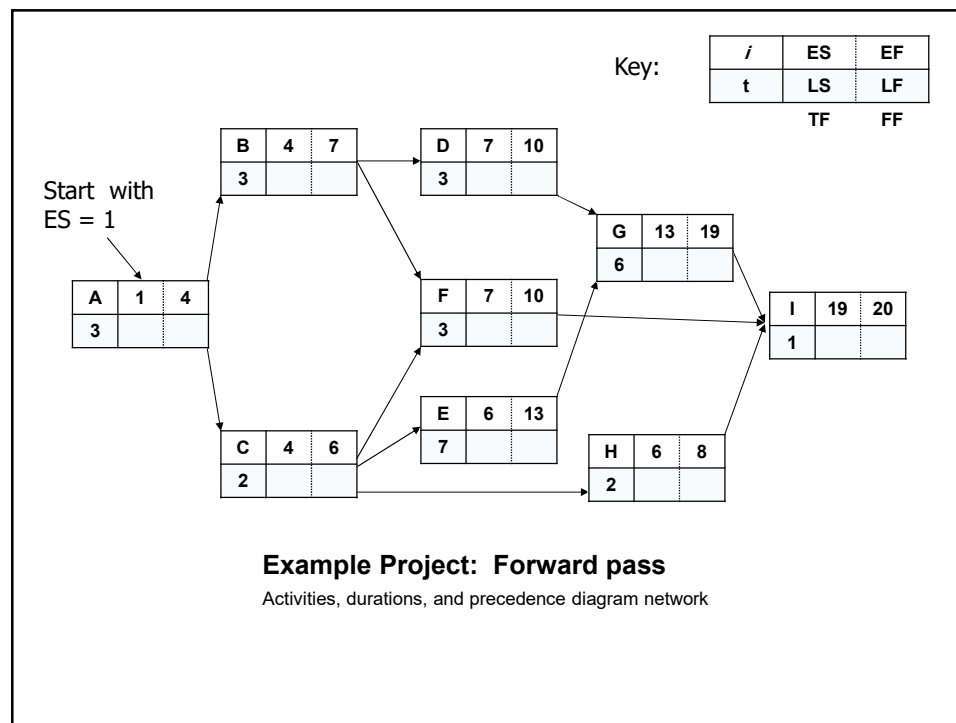 Key:
i ES EF
t LS LF
TF FF
B 4 7
3
D 7 10
3
Start with
ES = 1
G 13 19
6
A 1 4
3
F 7 10
3
I 19 20
1
E 6 13
7
C 4 6
2
H 6 8
2
Example Project: Forward pass
Activities, durations, and precedence diagram network